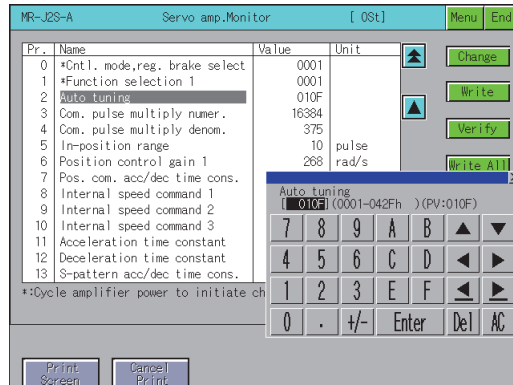 MR-J2S-A Servo amp.Monitor [ OSt] Menu End
Pr. Name Value Unit
0 *Cntl. mode,reg. brake select 0001
1 *Function selection 1 0001
2 Auto tuning 010F
3 Com. pulse multiply numer. 16384
4 Com. pulse multiply denom. 375
5 In-position range 10 pulse
6 Position control gain 1 268 rad/s
7 Pos. com. acc/dec time cons.
8 Internal speed command 1
9 Internal speed command 2
10 Internal speed command 3
11 Acceleration time constant
12 Deceleration time constant
13 S-pattern acc/dec time cons.
*:Cycle amplifier power to initiate ch
Change
Write
Verify
Write All
Auto tuning
[ 010F] (0001-042Fh )(PV:010F)
7 8 9 A B ▲ ▼
4 5 6 C D ◀ ▶
1 2 3 E F ◀ ▶
0 . +/- Enter Del AC
Print Screen
Cancel Print